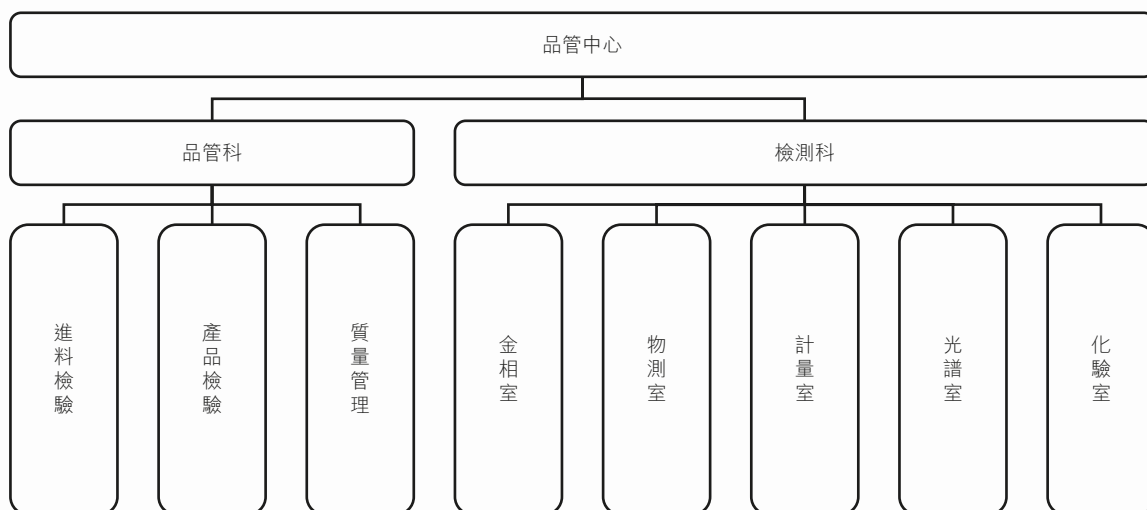 品管中心
品管科
檢測科
進料檢驗
產品檢驗
質量管理
金相室
物測室
計量室
光譜室
化驗室